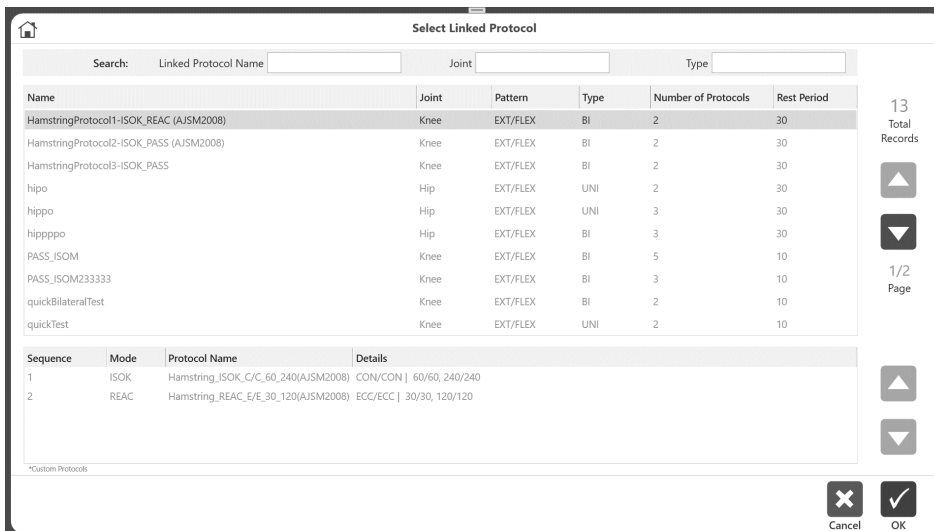 Select Linked Protocol
Search: Linked Protocol Name Joint Type
Name Joint Pattern Type Number of Protocols Rest Period
HamstringProtocol1-ISOK_REAC (AJSM2008) Knee EXT/FLEX BI 2 30
HamstringProtocol2-ISOK_PASS (AJSM2008) Knee EXT/FLEX BI 2 30
HamstringProtocol3-ISOK_PASS Knee EXT/FLEX BI 2 30
hipo Hip EXT/FLEX UNI 2 30
hippo Hip EXT/FLEX UNI 3 30
hippppo Hip EXT/FLEX BI 3 30
PASS_ISOM Knee EXT/FLEX BI 5 10
PASS_ISOM233333 Knee EXT/FLEX BI 3 10
quickBilateralTest Knee EXT/FLEX BI 2 10
quickTest Knee EXT/FLEX UNI 2 10
13
Total
Records
1/2
Page
Sequence Mode Protocol Name Details
1 ISOK Hamstring_ISOK_C/C_60_240(AJSM2008) CON/CON | 60/60, 240/240
2 REAC Hamstring_REAC_E/E_30_120(AJSM2008) ECC/ECC | 30/30, 120/120
*Custom Protocols
Cancel OK